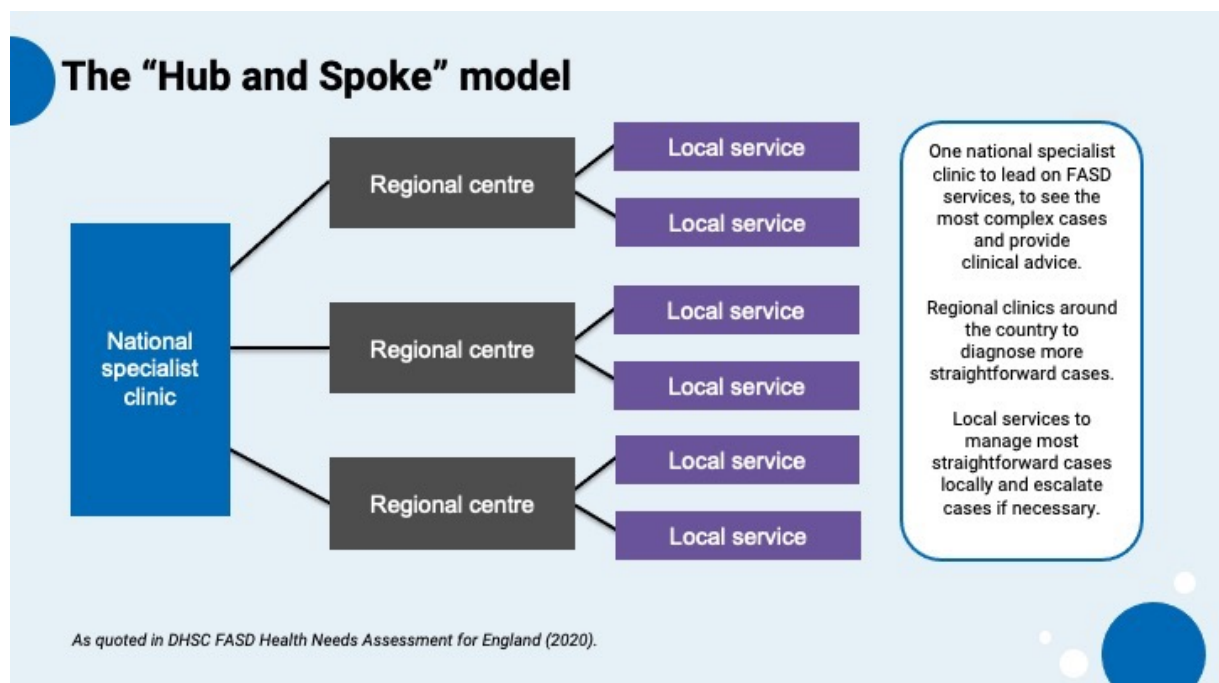 The “Hub and Spoke” model
National
specialist
clinic
Regional centre
Local service
Local service
Regional centre
Local service
Local service
Regional centre
Local service
Local service
One national specialist
clinic to lead on FASD
services, to see the
most complex cases
and provide
clinical advice.
Regional clinics around
the country to
diagnose more
straightforward cases.
Local services to
manage most
straightforward cases
locally and escalate
cases if necessary.
As quoted in DHSC FASD Health Needs Assessment for England (2020).